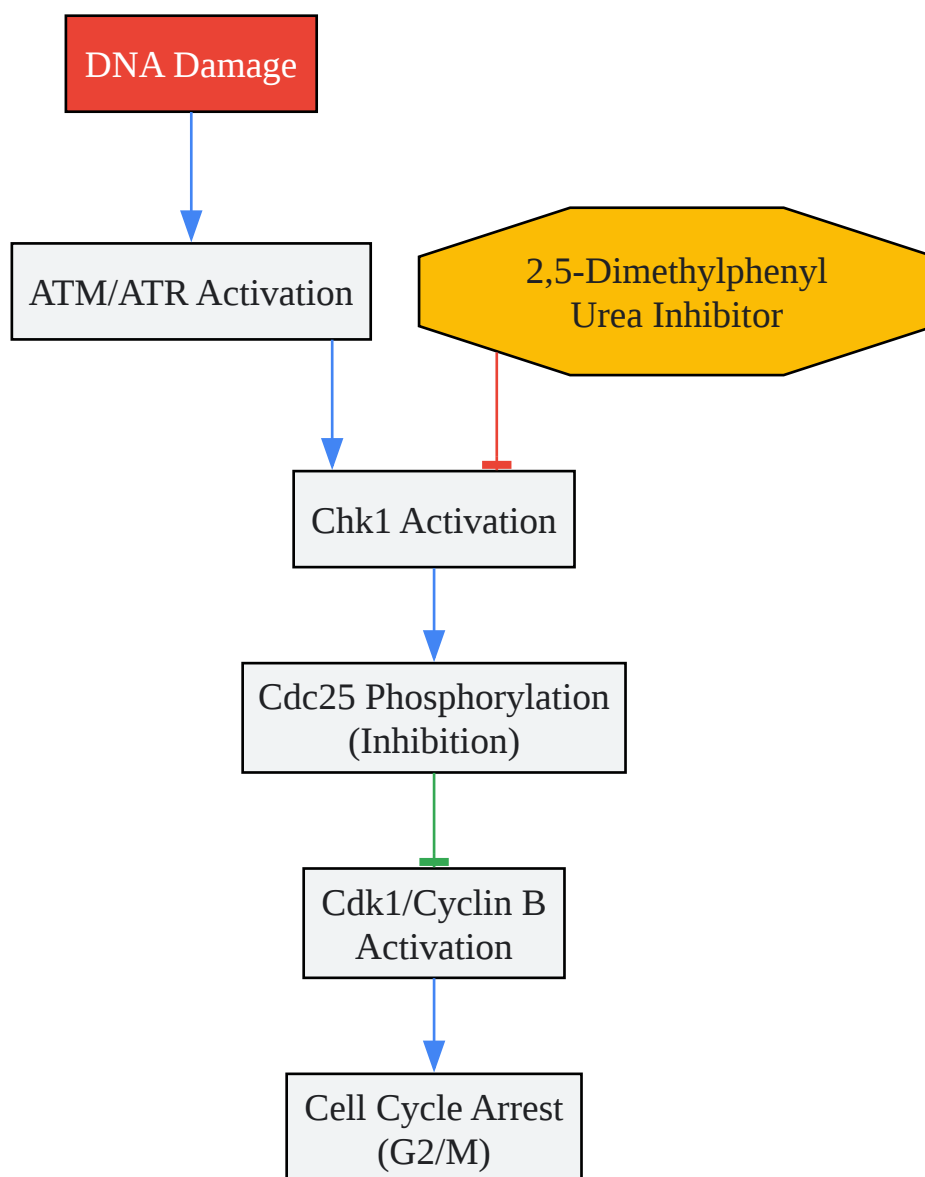 DNA Damage
ATM/ATR Activation
2,5-Dimethylphenyl
Urea Inhibitor
Chk1 Activation
Cdc25 Phosphorylation
(Inhibition)
Cdk1/Cyclin B
Activation
Cell Cycle Arrest
(G2/M)